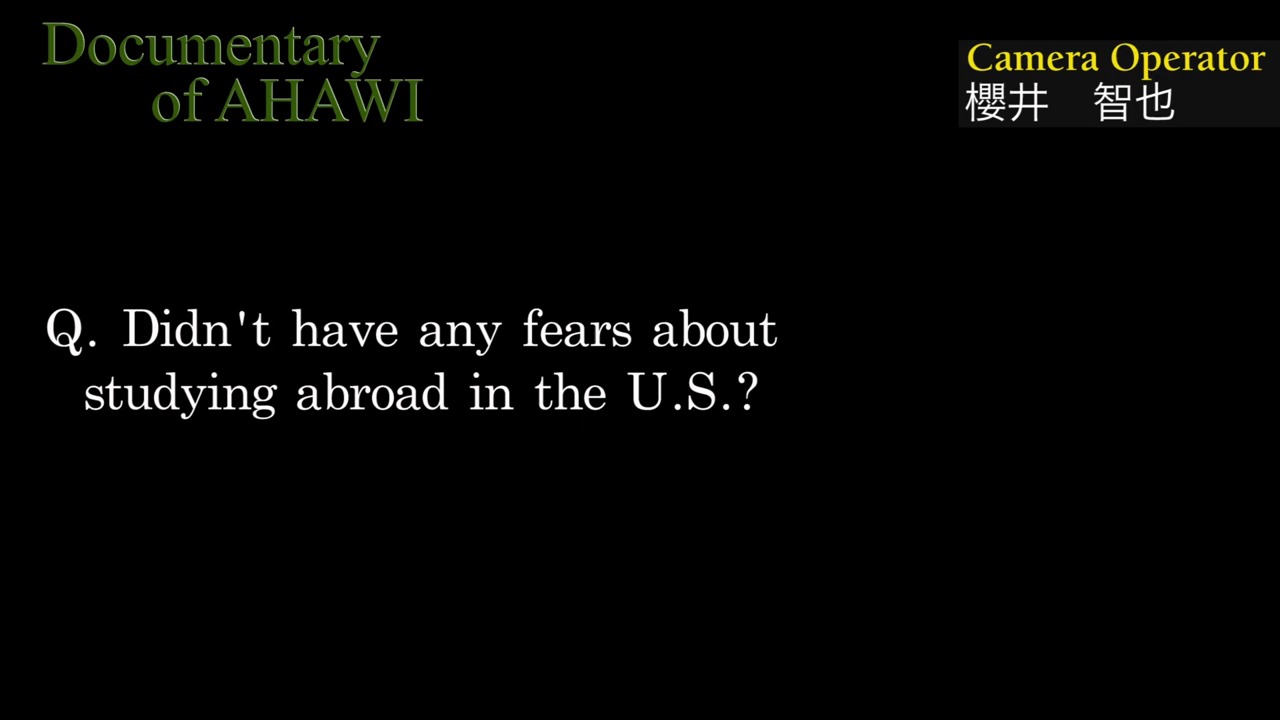 Documentary
of AHAWI
Camera Operator
櫻井　智也
Q. Didn't have any fears about
studying abroad in the U.S.?